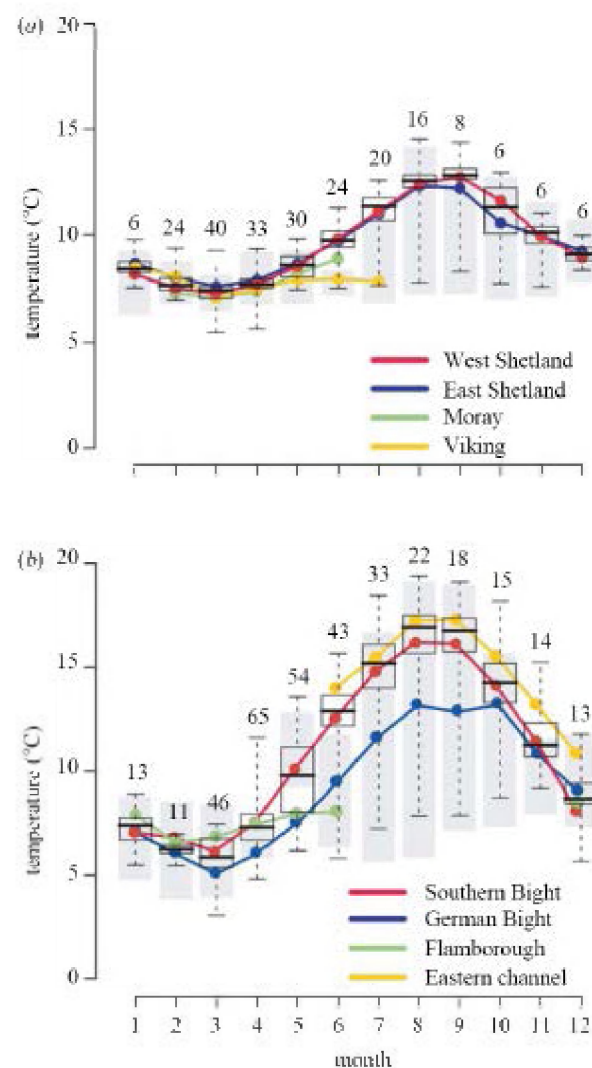 (a) 20
15
10
5
0
temperature (°C)
6 24 40 33 30 24 20 16 8 6 6 6
West Shetland
East Shetland
Moray
Viking
(b) 20
15
10
5
0
temperature (°C)
13 11 46 65 54 43 33 22 18 15 14 13
Southern Bight
German Bight
Flamborough
Eastern channel
1 2 3 4 5 6 7 8 9 10 11 12
month